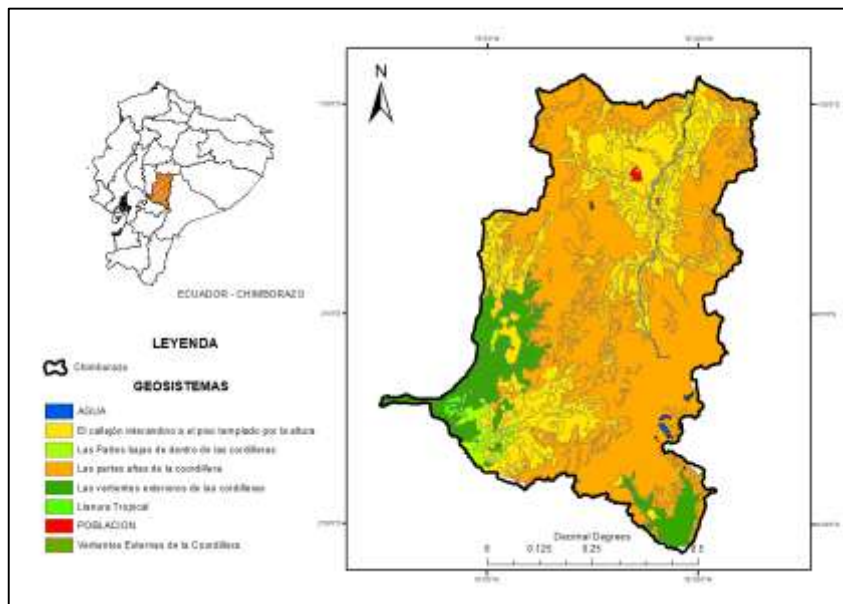 N
ECUADOR - CHIMBORAZO
LEYENDA
Chimborazo
GEOSISTEMAS
AGUA
El callejón interandino o el piso templado por la altura
Las Partes bajas de dentro de las cordilleras
Las partes altas de la coordillera
Las vertientes exteriores de las cordilleras
Llanura Tropical
POBLACION
Vertientes Externas de la Coordillera
Decimal Degrees
0 0.125 0.25 0.5